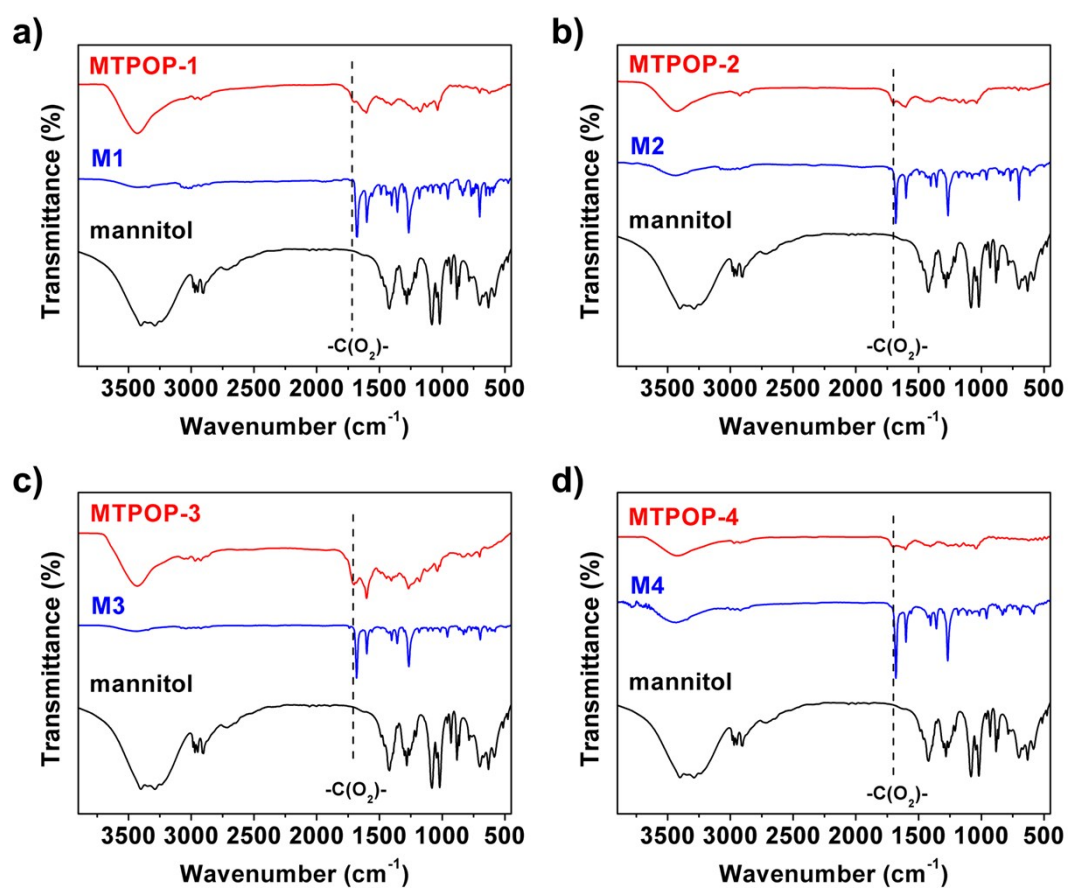 a)
Transmittance (%)
MTPOP-1
M1
mannitol
-C(O₂)-
3500 3000 2500 2000 1500 1000 500
Wavenumber (cm⁻¹)
b)
Transmittance (%)
MTPOP-2
M2
mannitol
-C(O₂)-
3500 3000 2500 2000 1500 1000 500
Wavenumber (cm⁻¹)
c)
Transmittance (%)
MTPOP-3
M3
mannitol
-C(O₂)-
3500 3000 2500 2000 1500 1000 500
Wavenumber (cm⁻¹)
d)
Transmittance (%)
MTPOP-4
M4
mannitol
-C(O₂)-
3500 3000 2500 2000 1500 1000 500
Wavenumber (cm⁻¹)